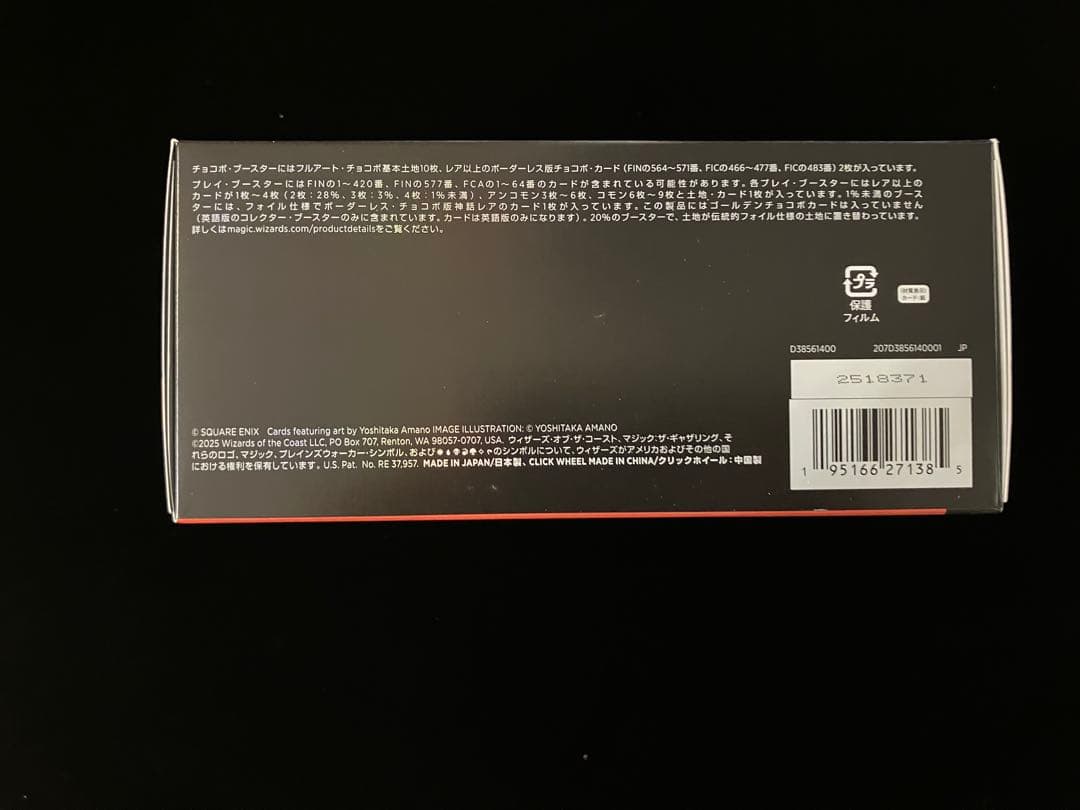 チョコボ・ブースターにはフルアート・チョコボ基本土地10枚、レア以上のボーダーレス版チョコボ・カード (FINの564〜571番、FICの466〜477番、FICの483番) 2枚が入っています。
プレイ・ブースターにはFINの1〜420番、FINの577番、FCAの1〜64番のカードが含まれている可能性があります。各プレイ・ブースターにはレア以上の
カードが1枚〜4枚 (2枚:28%、3枚:3%、4枚:1%未満)、アンコモン3枚〜6枚、コモン6枚〜9枚と土地・カード1枚が入っています。1%未満のブース
ターには、フォイル仕様でボーダーレス・チョコボ版神話レアのカード1枚が入っています。この製品にはゴールデンチョコボカードは入っていません
(英語版のコレクター・ブースターのみに含まれています。カードは英語版のみになります)。20%のブースターで、土地が伝統的フォイル仕様の土地に置き替わっています。
詳しくはmagic.wizards.com/productdetailsをご覧ください。
プラ
保護
フィルム
(材質表示)
カード:紙
D38561400 207D3856140001 JP
2518371
© SQUARE ENIX Cards featuring art by Yoshitaka Amano IMAGE ILLUSTRATION: © YOSHITAKA AMANO
©2025 Wizards of the Coast LLC, PO Box 707, Renton, WA 98057-0707, USA. ウィザーズ・オブ・ザ・コースト、マジック:ザ・ギャザリング、そ
れらのロゴ、マジック、プレインズウォーカー・シンボル、および のシンボルについて、ウィザーズがアメリカおよびその他の国
における権利を保有しています。U.S. Pat. No. RE 37,957. MADE IN JAPAN/日本製、CLICK WHEEL MADE IN CHINA/クリックホイール:中国製
1 95166 27138 5